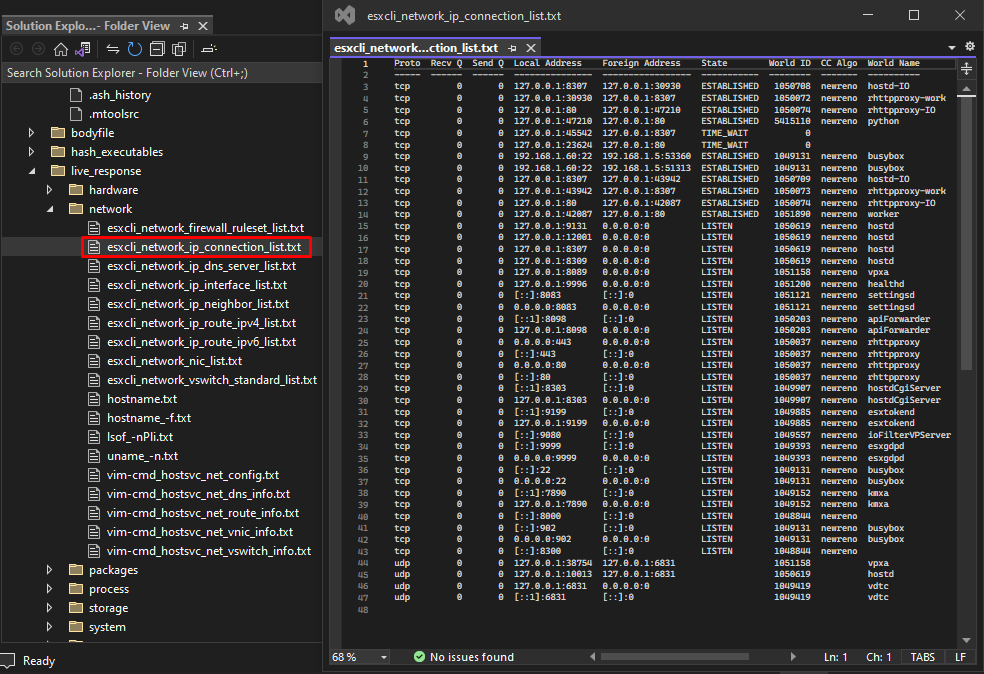 Solution Explo...- Folder View
Search Solution Explorer - Folder View (Ctrl+;)
.ash_history
.mtoolsrc
bodyfile
hash_executables
live_response
hardware
network
esxcli_network_firewall_ruleset_list.txt
esxcli_network_ip_connection_list.txt
esxcli_network_ip_dns_server_list.txt
esxcli_network_ip_interface_list.txt
esxcli_network_ip_neighbor_list.txt
esxcli_network_ip_route_ipv4_list.txt
esxcli_network_ip_route_ipv6_list.txt
esxcli_network_nic_list.txt
esxcli_network_vswitch_standard_list.txt
hostname.txt
hostname_-f.txt
lsof_-nPli.txt
uname_-n.txt
vim-cmd_hostsvc_net_config.txt
vim-cmd_hostsvc_net_dns_info.txt
vim-cmd_hostsvc_net_route_info.txt
vim-cmd_hostsvc_net_vnic_info.txt
vim-cmd_hostsvc_net_vswitch_info.txt
packages
process
storage
system
Ready
esxcli_network_ip_connection_list.txt
esxcli_network...ction_list.txt
1 Proto Recv Q Send Q Local Address Foreign Address State World ID CC Algo World Name
2 ----- ------ ------ --------------- ----------------- ----------- -------- ------- ----------
3 tcp 0 0 127.0.0.1:8307 127.0.0.1:30930 ESTABLISHED 1050708 newreno hostd-IO
4 tcp 0 0 127.0.0.1:30930 127.0.0.1:8307 ESTABLISHED 1050072 newreno rhttpproxy-work
5 tcp 0 0 127.0.0.1:80 127.0.0.1:47210 ESTABLISHED 1050074 newreno rhttpproxy-IO
6 tcp 0 0 127.0.0.1:47210 127.0.0.1:80 ESTABLISHED 5415110 newreno python
7 tcp 0 0 127.0.0.1:45542 127.0.0.1:8307 TIME_WAIT 0
8 tcp 0 0 127.0.0.1:23624 127.0.0.1:80 TIME_WAIT 0
9 tcp 0 0 192.168.1.60:22 192.168.1.5:53360 ESTABLISHED 1049131 newreno busybox
10 tcp 0 0 192.168.1.60:22 192.168.1.5:51313 ESTABLISHED 1049131 newreno busybox
11 tcp 0 0 127.0.0.1:8307 127.0.0.1:43942 ESTABLISHED 1050709 newreno hostd-IO
12 tcp 0 0 127.0.0.1:43942 127.0.0.1:8307 ESTABLISHED 1050073 newreno rhttpproxy-work
13 tcp 0 0 127.0.0.1:80 127.0.0.1:42087 ESTABLISHED 1050074 newreno rhttpproxy-IO
14 tcp 0 0 127.0.0.1:42087 127.0.0.1:80 ESTABLISHED 1051890 newreno worker
15 tcp 0 0 127.0.0.1:9131 0.0.0.0:0 LISTEN 1050619 newreno hostd
16 tcp 0 0 127.0.0.1:12001 0.0.0.0:0 LISTEN 1050619 newreno hostd
17 tcp 0 0 127.0.0.1:8307 0.0.0.0:0 LISTEN 1050619 newreno hostd
18 tcp 0 0 127.0.0.1:8309 0.0.0.0:0 LISTEN 1050619 newreno hostd
19 tcp 0 0 127.0.0.1:8089 0.0.0.0:0 LISTEN 1051158 newreno vpxa
20 tcp 0 0 127.0.0.1:9996 0.0.0.0:0 LISTEN 1051200 newreno healthd
21 tcp 0 0 [::]:8083 [::]:0 LISTEN 1051121 newreno settingsd
22 tcp 0 0 0.0.0.0:8083 0.0.0.0:0 LISTEN 1051121 newreno settingsd
23 tcp 0 0 [::1]:8098 [::]:0 LISTEN 1050203 newreno apiForwarder
24 tcp 0 0 127.0.0.1:8098 0.0.0.0:0 LISTEN 1050203 newreno apiForwarder
25 tcp 0 0 0.0.0.0:443 0.0.0.0:0 LISTEN 1050037 newreno rhttpproxy
26 tcp 0 0 [::]:443 [::]:0 LISTEN 1050037 newreno rhttpproxy
27 tcp 0 0 0.0.0.0:80 0.0.0.0:0 LISTEN 1050037 newreno rhttpproxy
28 tcp 0 0 [::]:80 [::]:0 LISTEN 1050037 newreno rhttpproxy
29 tcp 0 0 [::1]:8303 [::]:0 LISTEN 1049907 newreno hostdCgiServer
30 tcp 0 0 127.0.0.1:8303 0.0.0.0:0 LISTEN 1049907 newreno hostdCgiServer
31 tcp 0 0 [::1]:9199 [::]:0 LISTEN 1049885 newreno esxtokend
32 tcp 0 0 127.0.0.1:9199 0.0.0.0:0 LISTEN 1049885 newreno esxtokend
33 tcp 0 0 [::]:9080 [::]:0 LISTEN 1049557 newreno ioFilterVPServer
34 tcp 0 0 [::]:9999 [::]:0 LISTEN 1049393 newreno esxgdpd
35 tcp 0 0 0.0.0.0:9999 0.0.0.0:0 LISTEN 1049393 newreno esxgdpd
36 tcp 0 0 [::]:22 [::]:0 LISTEN 1049131 newreno busybox
37 tcp 0 0 0.0.0.0:22 0.0.0.0:0 LISTEN 1049131 newreno busybox
38 tcp 0 0 [::1]:7890 [::]:0 LISTEN 1049152 newreno kmxa
39 tcp 0 0 127.0.0.1:7890 0.0.0.0:0 LISTEN 1049152 newreno kmxa
40 tcp 0 0 [::]:8000 [::]:0 LISTEN 1048844 newreno
41 tcp 0 0 [::]:902 [::]:0 LISTEN 1049131 newreno busybox
42 tcp 0 0 0.0.0.0:902 0.0.0.0:0 LISTEN 1049131 newreno busybox
43 tcp 0 0 [::]:8300 [::]:0 LISTEN 1048844 newreno
44 udp 0 0 127.0.0.1:38754 127.0.0.1:6831 1051158 vpxa
45 udp 0 0 127.0.0.1:10013 127.0.0.1:6831 1050619 hostd
46 udp 0 0 127.0.0.1:6831 0.0.0.0:0 1049419 vdtc
47 udp 0 0 [::1]:6831 [::]:0 1049419 vdtc
48
68 % No issues found Ln: 1 Ch: 1 TABS LF